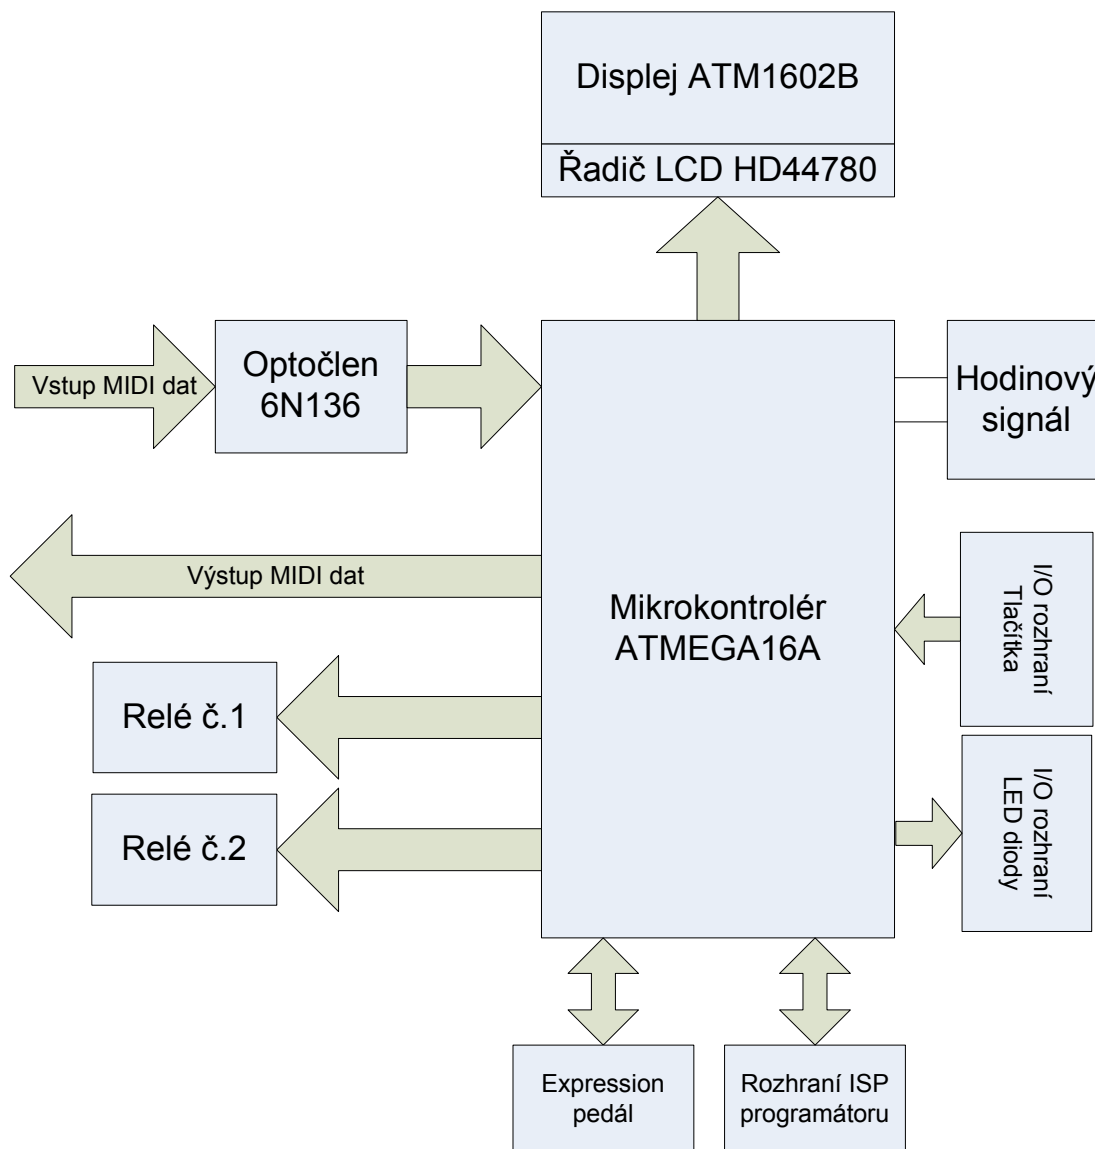 Displej ATM1602B
Řadič LCD HD44780
Vstup MIDI dat
Optočlen
6N136
Hodinový
signál
Výstup MIDI dat
Mikrokontrolér
ATMEGA16A
I/O rozhraní
Tlačítka
Relé č.1
I/O rozhraní
LED diody
Relé č.2
Expression
pedál
Rozhraní ISP
programátoru